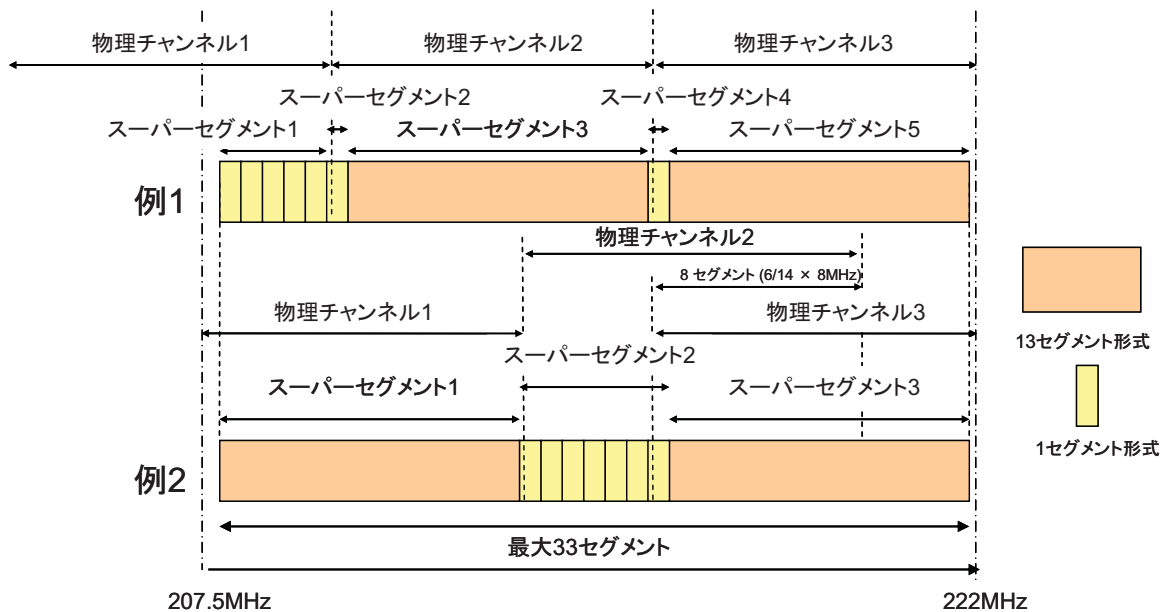 物理チャンネル1
物理チャンネル2
物理チャンネル3
スーパーセグメント2
スーパーセグメント4
スーパーセグメント1
スーパーセグメント3
スーパーセグメント5
例1
物理チャンネル2
8 セグメント (6/14 × 8MHz)
物理チャンネル1
物理チャンネル3
13セグメント形式
スーパーセグメント2
スーパーセグメント1
スーパーセグメント3
1セグメント形式
例2
最大33セグメント
207.5MHz
222MHz